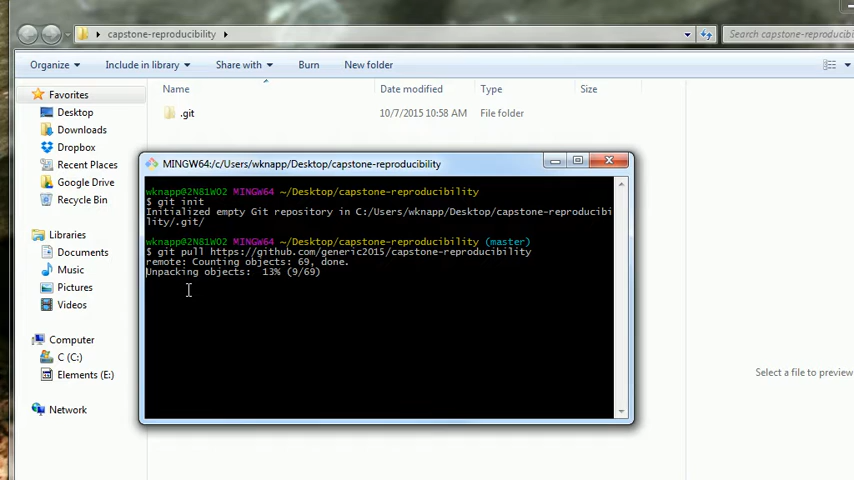 capstone-reproducibility
Search capstone-reproducibi
Organize
Include in library
Share with
Burn
New folder
Favorites
Desktop
Downloads
Dropbox
Recent Places
Google Drive
Recycle Bin
Libraries
Documents
Music
Pictures
Videos
Computer
C (C:)
Elements (E:)
Network
Name
Date modified
Type
Size
.git
10/7/2015 10:58 AM
File folder
MINGW64:/c/Users/wknapp/Desktop/capstone-reproducibility
wknapp@2N81W02 MINGW64 ~/Desktop/capstone-reproducibility
$ git init
Initialized empty Git repository in C:/Users/wknapp/Desktop/capstone-reproducibi
lity/.git/
wknapp@2N81W02 MINGW64 ~/Desktop/capstone-reproducibility (master)
$ git pull https://github.com/generic2015/capstone-reproducibility
remote: Counting objects: 69, done.
Unpacking objects:  13% (9/69)
Select a file to preview